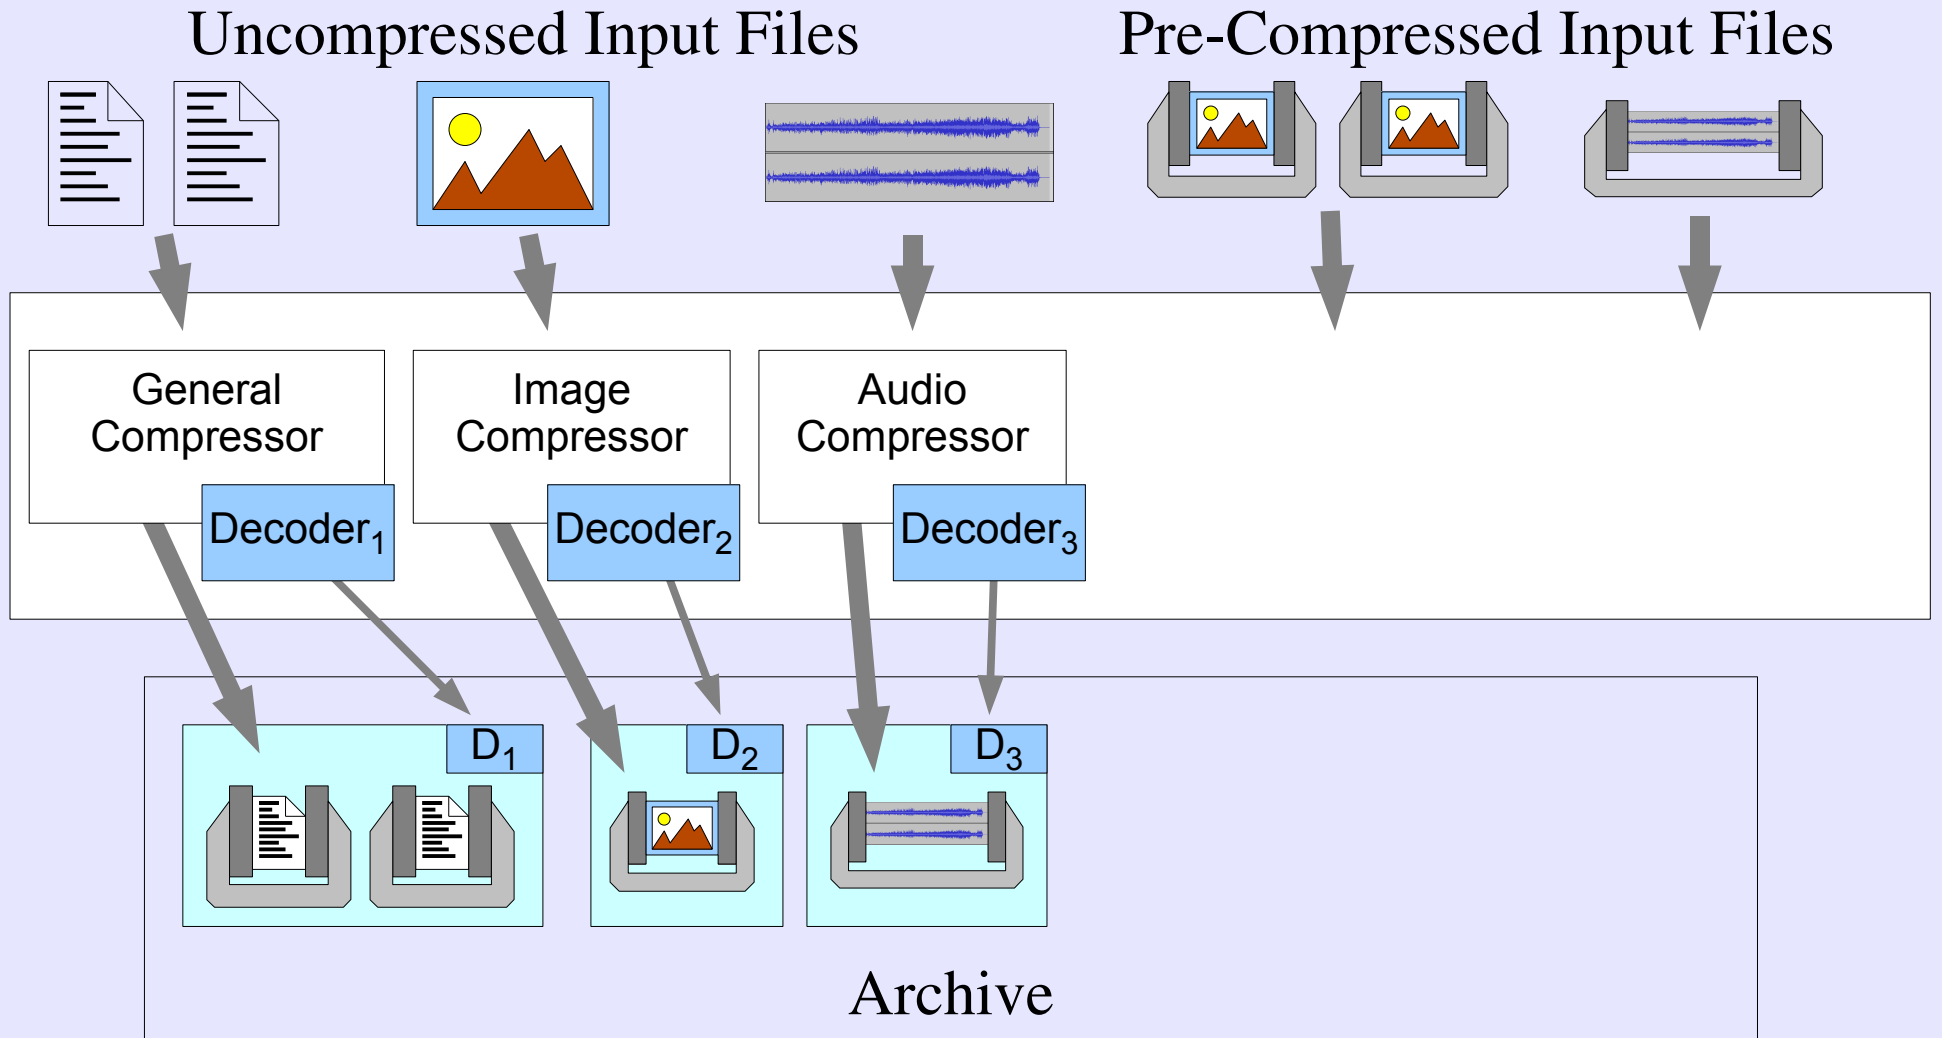 Uncompressed Input Files
Pre-Compressed Input Files
General
Compressor
Image
Compressor
Audio
Compressor
Decoder₁
Decoder₂
Decoder₃
D₁
D₂
D₃
Archive